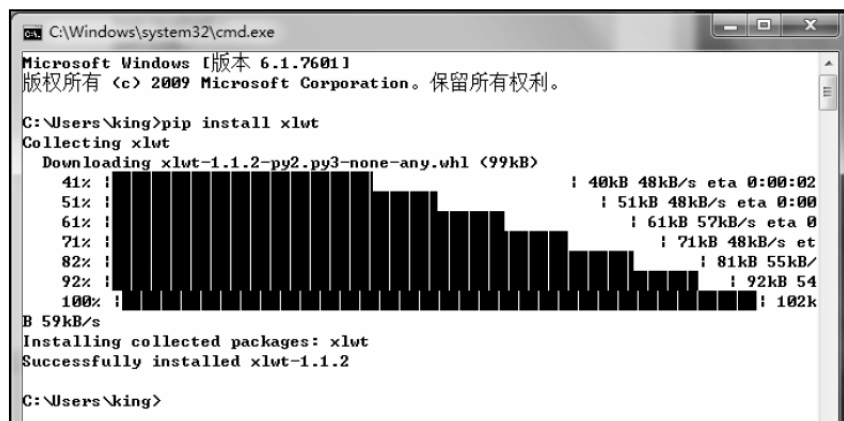 C:\Windows\system32\cmd.exe
Microsoft Windows [版本 6.1.7601]
版权所有 (c) 2009 Microsoft Corporation。保留所有权利。
C:\Users\king>pip install xlwt
Collecting xlwt
Downloading xlwt-1.1.2-py2.py3-none-any.whl (99kB)
41% | | 40kB 48kB/s eta 0:00:02
51% | | 51kB 48kB/s eta 0:00
61% | | 61kB 57kB/s eta 0
71% | | 71kB 48kB/s et
82% | | 81kB 55kB/
92% | | 92kB 54
100% | | 102k
B 59kB/s
Installing collected packages: xlwt
Successfully installed xlwt-1.1.2
C:\Users\king>